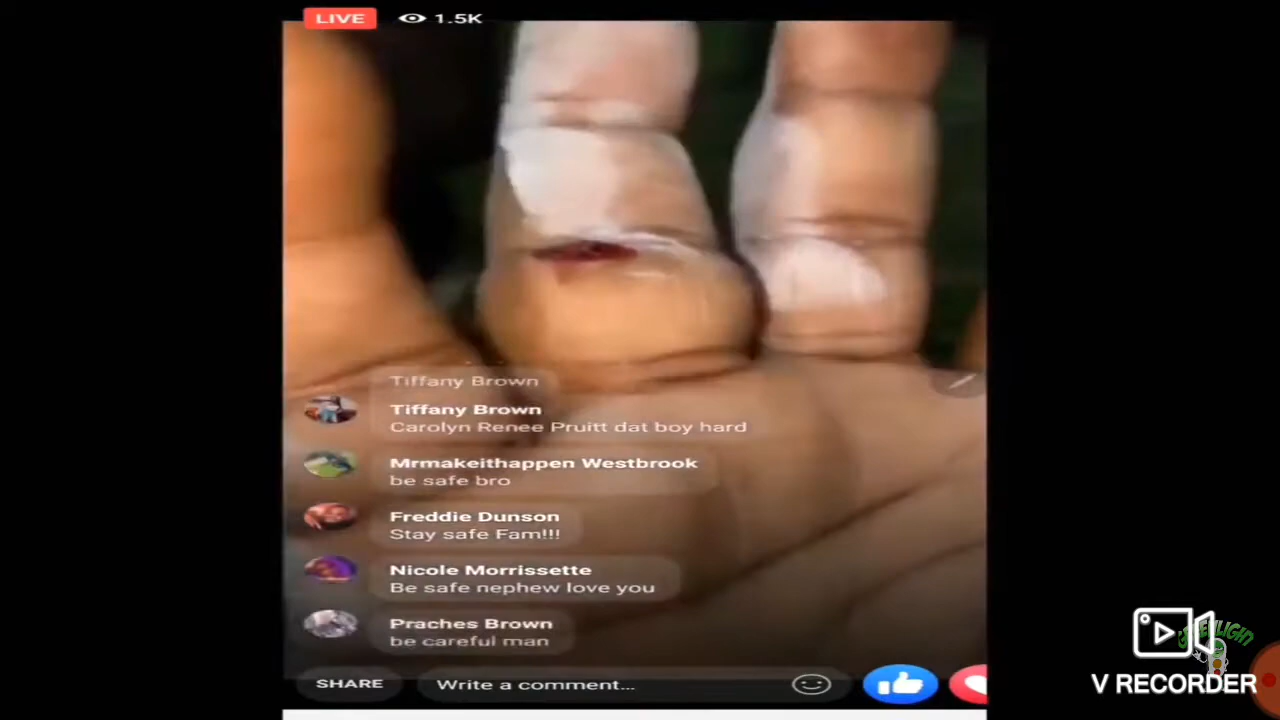 LIVE 1.5K
Tiffany Brown
Tiffany Brown
Carolyn Renee Pruitt dat boy hard
Mrmakeithappen Westbrook
be safe bro
Freddie Dunson
Stay safe Fam!!!
Nicole Morrissette
Be safe nephew love you
Praches Brown
be careful man
SHARE Write a comment...
GREENLIGHT
V RECORDER